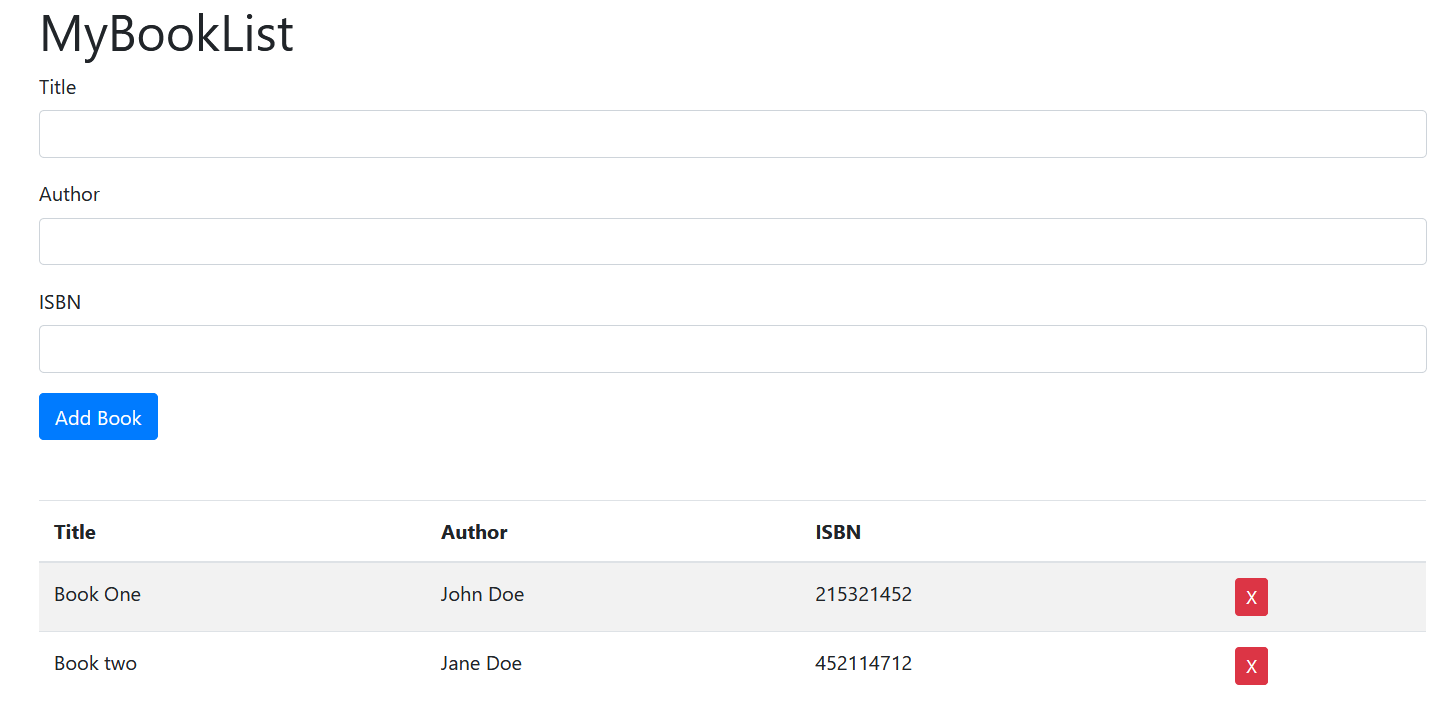 MyBookList
Title
Author
ISBN
Add Book
Title Author ISBN
Book One John Doe 215321452 X
Book two Jane Doe 452114712 X